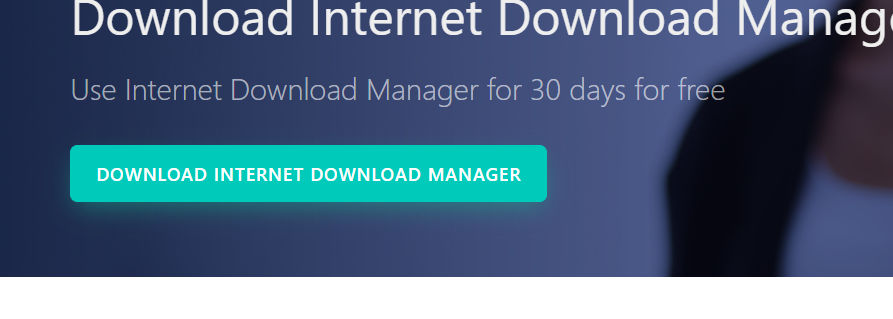 Download Internet Download Manage
Use Internet Download Manager for 30 days for free
DOWNLOAD INTERNET DOWNLOAD MANAGER